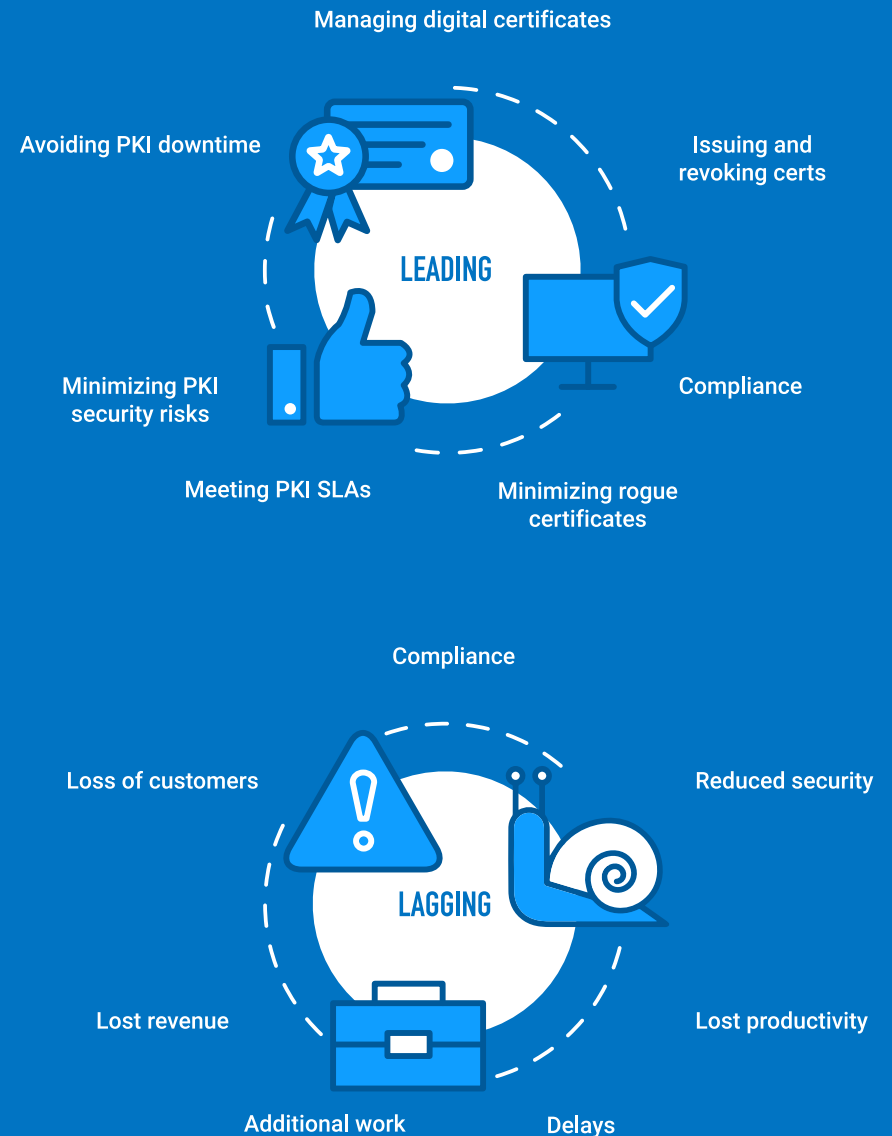 Managing digital certificates
Avoiding PKI downtime
Issuing and
revoking certs
LEADING
Minimizing PKI
security risks
Compliance
Meeting PKI SLAs
Minimizing rogue
certificates
Compliance
Loss of customers
Reduced security
LAGGING
Lost revenue
Lost productivity
Additional work
Delays